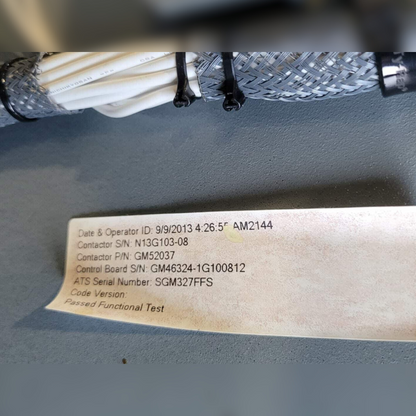 Date & Operator ID: 9/9/2013 4:26:55 AM2144
Contactor S/N: N13G103-08
Contactor P/N: GM52037
Control Board S/N: GM46324-1G100812
ATS Serial Number: SGM327FFS
Code Version:
Passed Functional Test